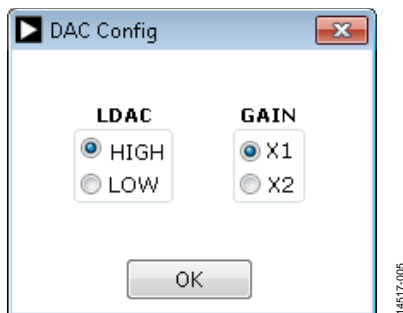 DAC Config
LDAC
HIGH
LOW
GAIN
X1
X2
OK
14517-005